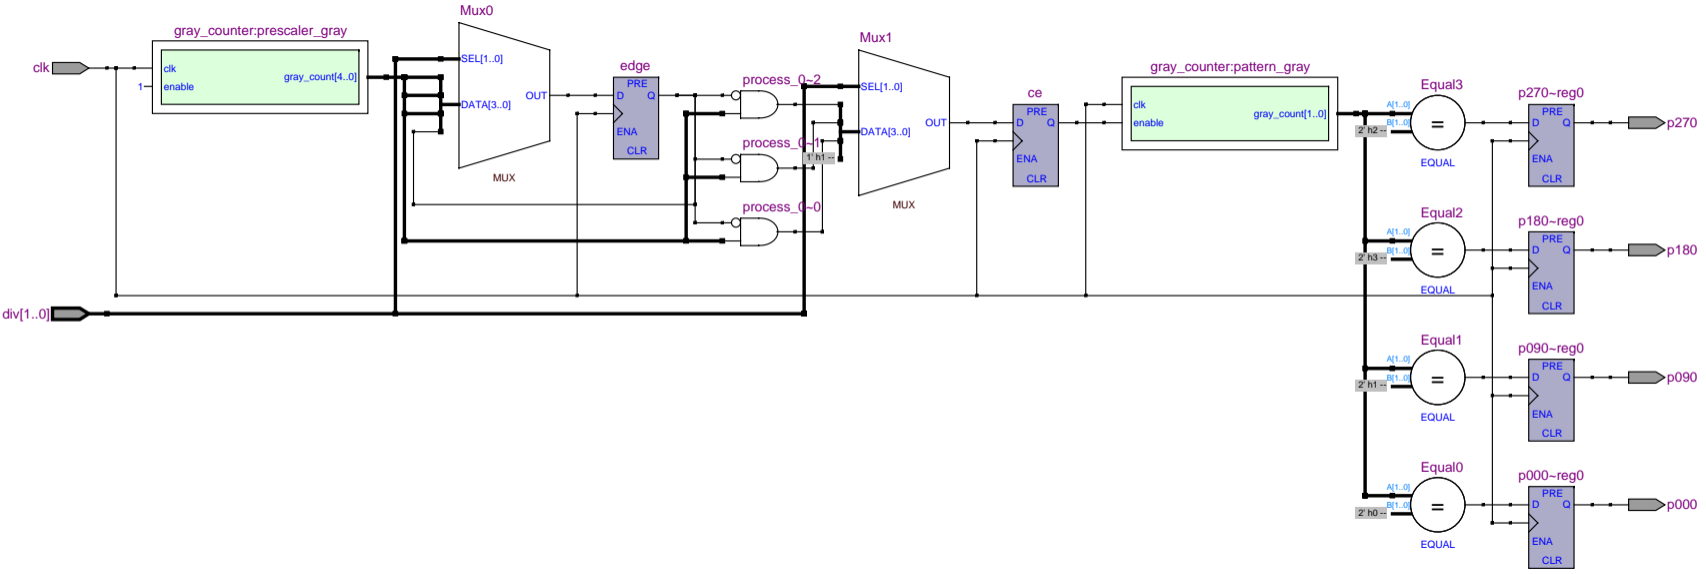 clk
gray_counter:prescaler_gray
clk
enable
gray_count[4..0]
1
Mux0
SEL[1..0]
DATA[3..0]
OUT
MUX
edge
PRE
D
Q
ENA
CLR
process_0~2
process_0~1
process_0~0
1' h1 --
Mux1
SEL[1..0]
DATA[3..0]
OUT
MUX
ce
PRE
D
Q
ENA
CLR
gray_counter:pattern_gray
clk
enable
gray_count[1..0]
Equal3
A[1..0]
B[1..0]
2' h2 --
=
EQUAL
p270~reg0
PRE
D
Q
ENA
CLR
p270
Equal2
A[1..0]
B[1..0]
2' h3 --
=
EQUAL
p180~reg0
PRE
D
Q
ENA
CLR
p180
div[1..0]
Equal1
A[1..0]
B[1..0]
2' h1 --
=
EQUAL
p090~reg0
PRE
D
Q
ENA
CLR
p090
Equal0
A[1..0]
B[1..0]
2' h0 --
=
EQUAL
p000~reg0
PRE
D
Q
ENA
CLR
p000